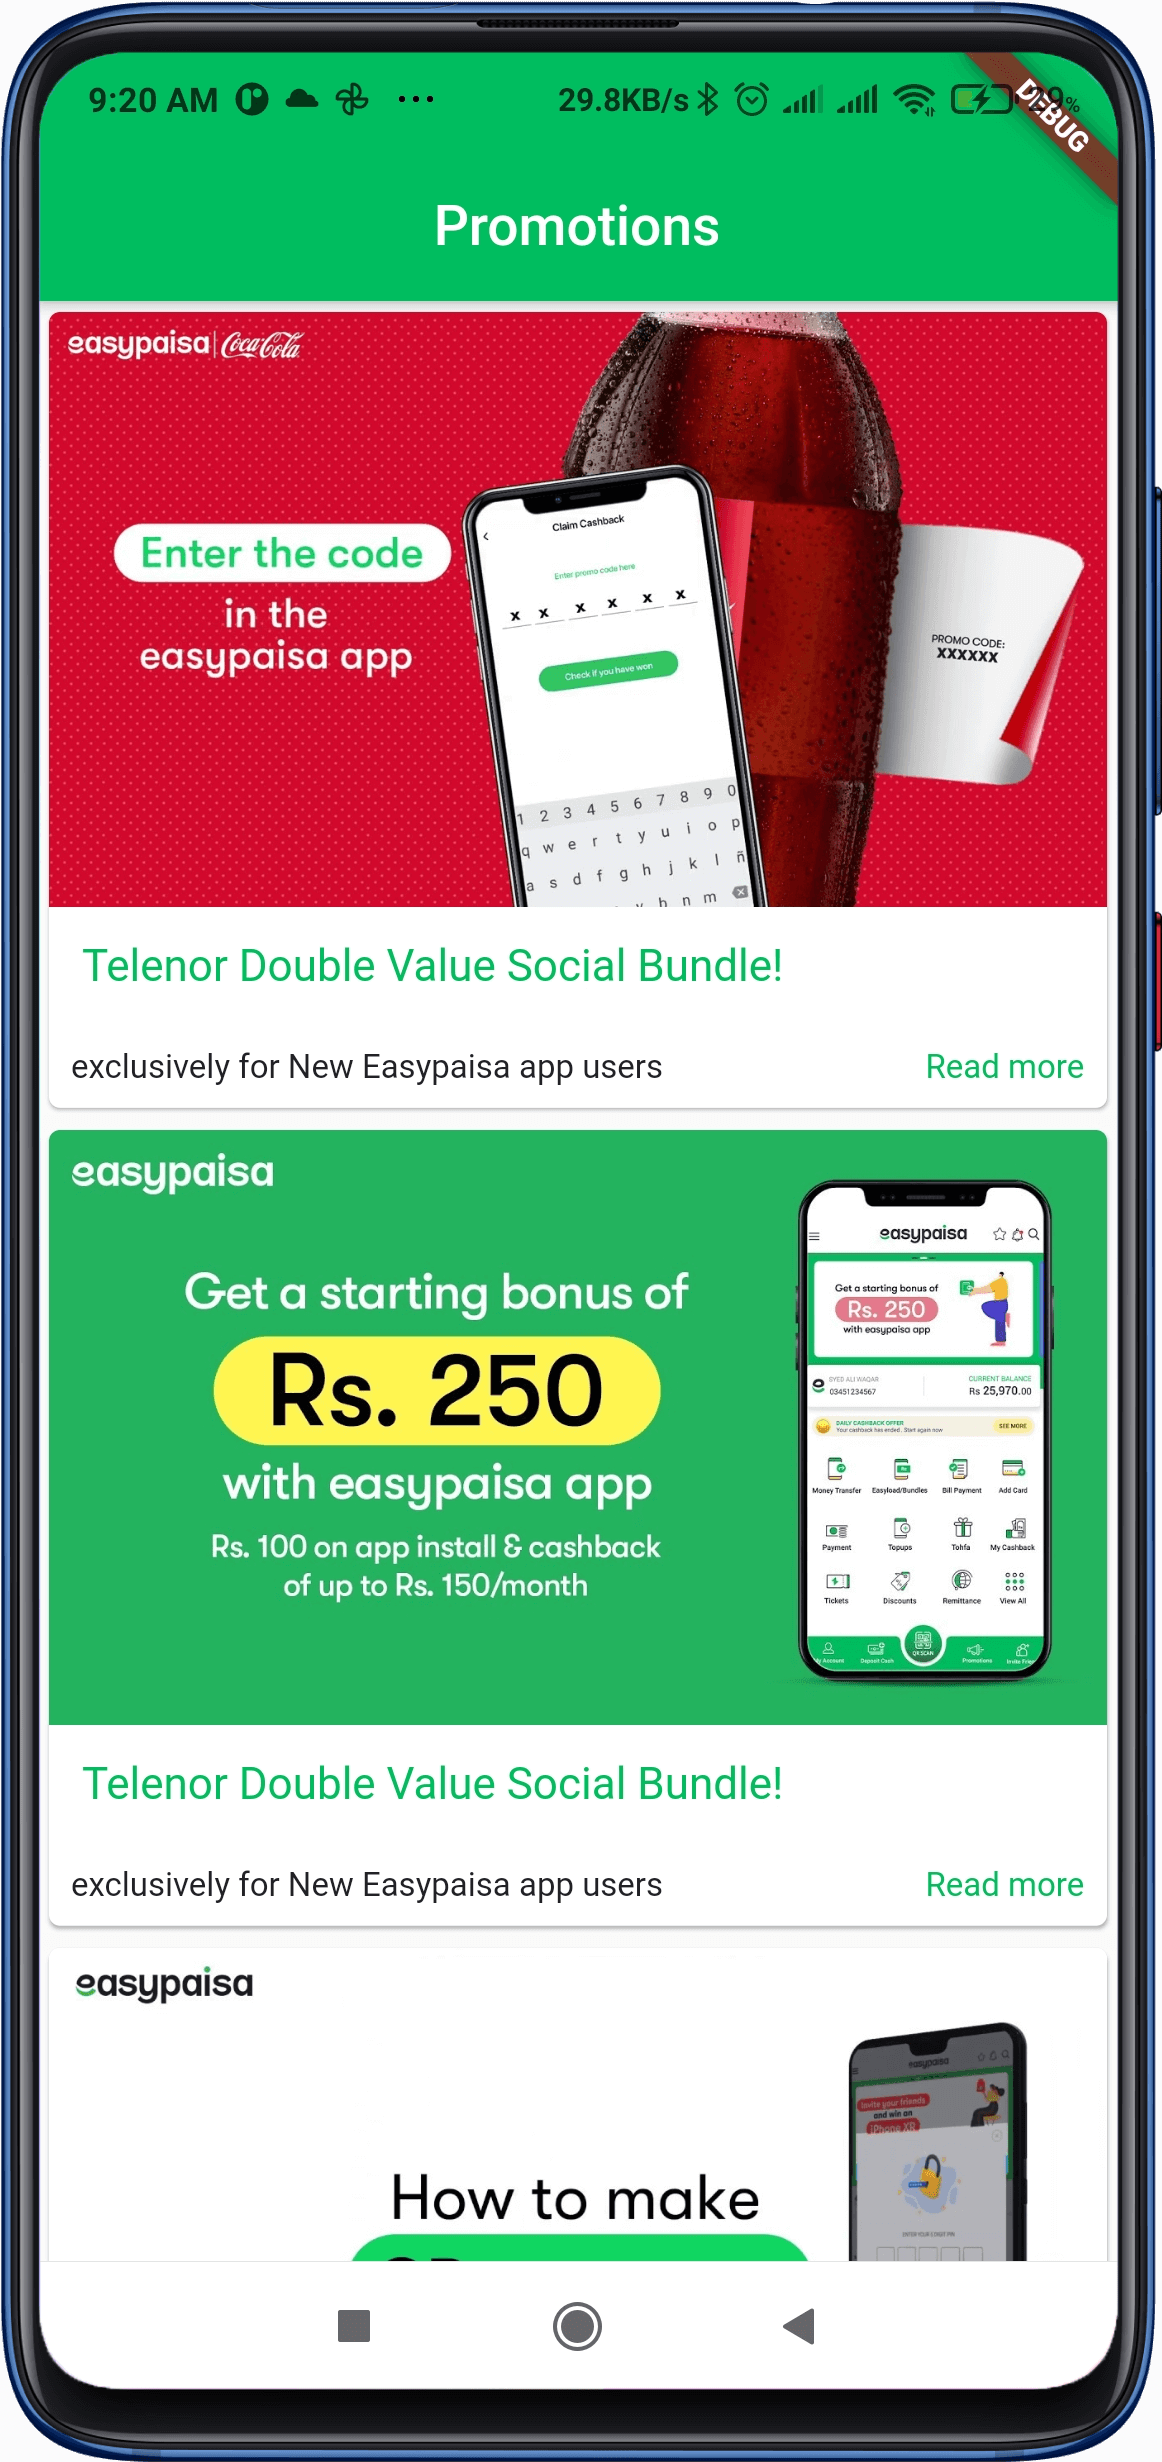 9:20 AM
29.8KB/s
%
DEBUG
Promotions
easypaisa | Coca-Cola
Enter the code
in the
easypaisa app
Claim Cashback
Enter promo code here
x x x x x x
Check if you have won
1 2 3 4 5 6 7 8 9 0
q w e r t y u i o p
a s d f g h j k l ñ
b n m
PROMO CODE:
XXXXXX
Telenor Double Value Social Bundle!
exclusively for New Easypaisa app users
Read more
easypaisa
Get a starting bonus of
Rs. 250
with easypaisa app
Rs. 100 on app install & cashback
of up to Rs. 150/month
easypaisa
Get a starting bonus of
Rs. 250
with easypaisa app
SYED ALI WAQAR
03451234567
CURRENT BALANCE
Rs 25,970.00
DAILY CASHBACK OFFER
Your cashback has ended . Start again now
SEE MORE
Money Transfer
Easyload/Bundles
Bill Payment
Add Card
Payment
Topups
Tohfa
My Cashback
Tickets
Discounts
Remittance
View All
My Account
Deposit Cash
QR SCAN
Promotions
Telenor Double Value Social Bundle!
exclusively for New Easypaisa app users
Read more
easypaisa
How to make
easypaisa
Invite your friends
and win an
iPhone XR
ENTER YOUR 5 DIGIT PIN